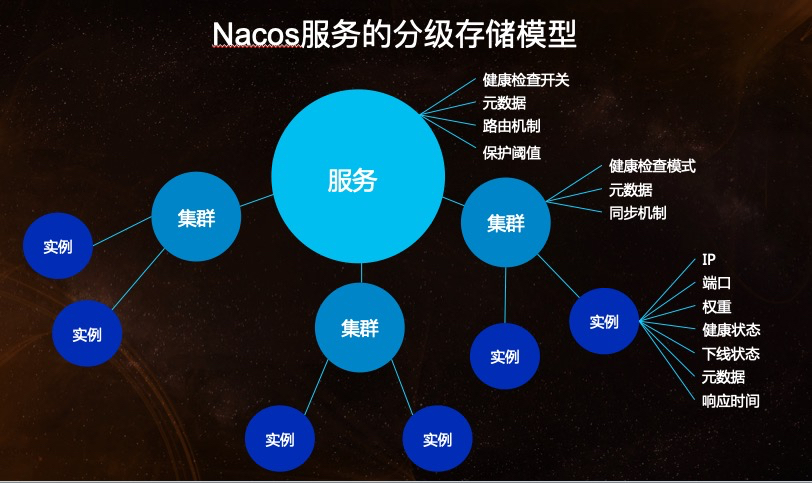 Nacos服务的分级存储模型
健康检查开关
元数据
路由机制
保护阈值
服务
健康检查模式
元数据
同步机制
集群
集群
实例
IP
端口
权重
健康状态
下线状态
元数据
响应时间
实例
集群
实例
实例
实例
实例